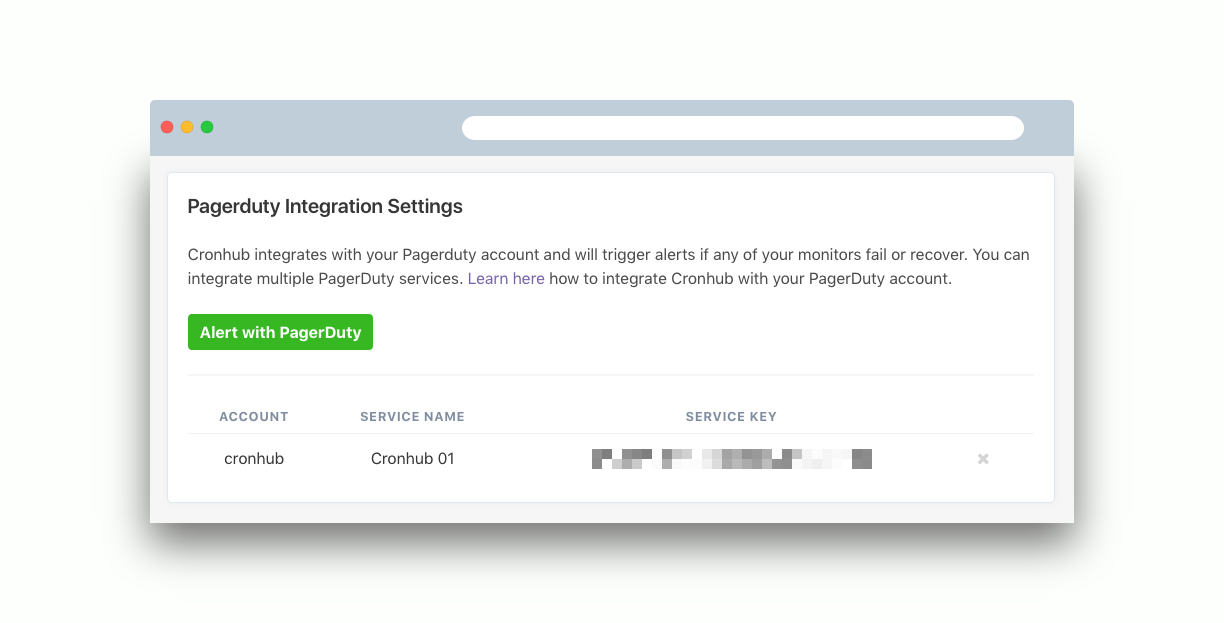 Pagerduty Integration Settings
Cronhub integrates with your Pagerduty account and will trigger alerts if any of your monitors fail or recover. You can
integrate multiple PagerDuty services. Learn here how to integrate Cronhub with your PagerDuty account.
Alert with PagerDuty
ACCOUNT SERVICE NAME SERVICE KEY
cronhub Cronhub 01